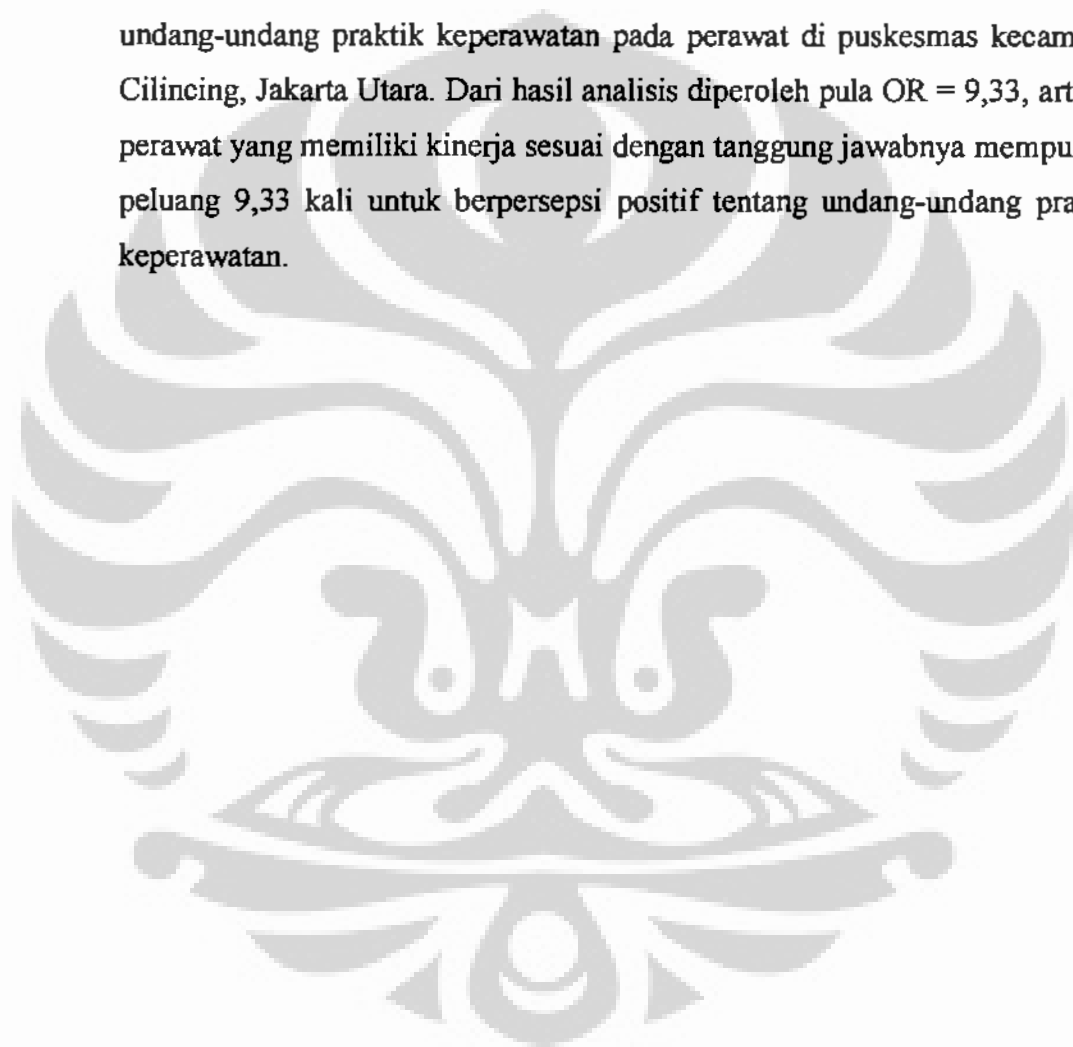 undang-undang praktik keperawatan pada perawat di puskesmas kecam
Cilincing, Jakarta Utara. Dari hasil analisis diperoleh pula OR = 9,33, art
perawat yang memiliki kinerja sesuai dengan tanggung jawabnya mempu
peluang 9,33 kali untuk berpersepsi positif tentang undang-undang pra
keperawatan.